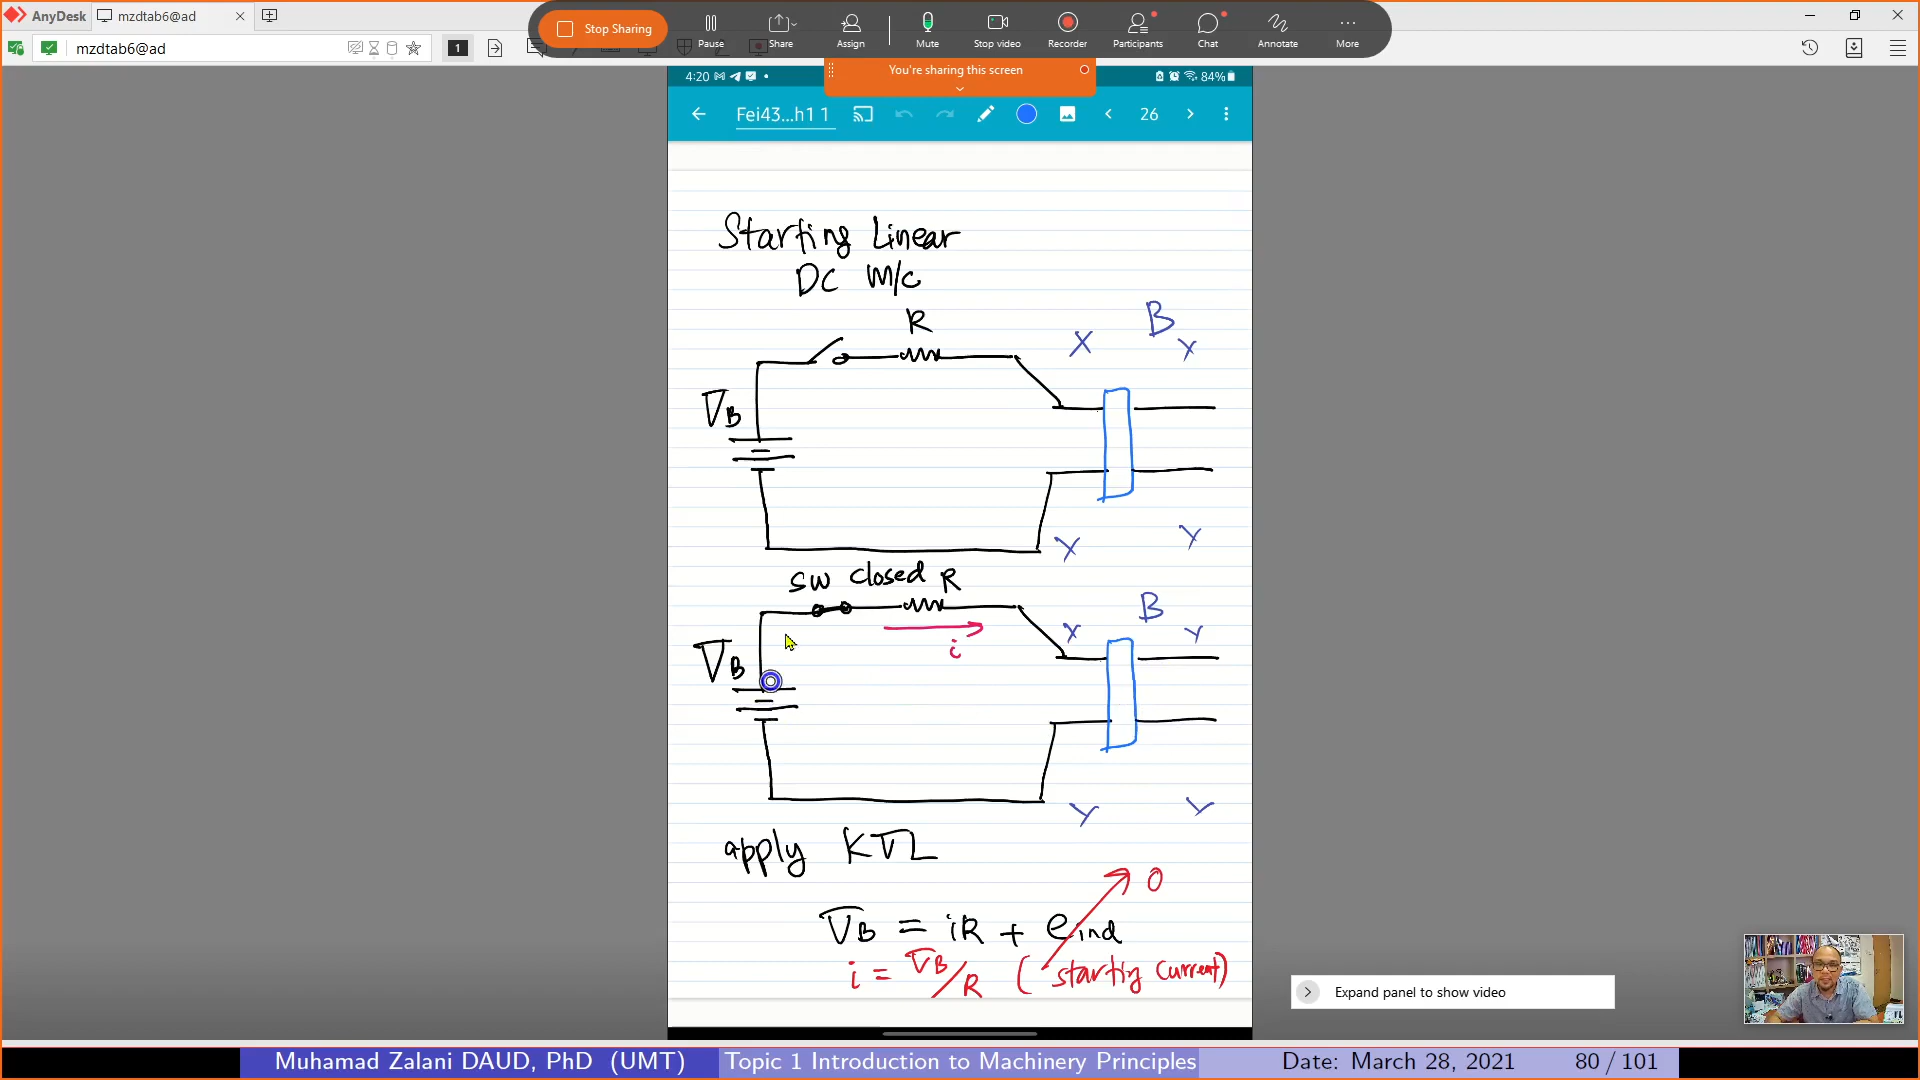 AnyDesk
mzdtab6@ad
mzdtab6@ad
1
Stop Sharing
Pause
Share
Assign
Mute
Stop video
Recorder
Participants
Chat
Annotate
More
You're sharing this screen
4:20
84%
Fei43...h1 1
26
Starting Linear
DC M/C
R
B
X
X
VB
X
X
SW closed R
B
X
X
i
VB
X
X
apply KVL
0
VB = iR + eind
i = VB/R (starting current)
Expand panel to show video
Muhamad Zalani DAUD, PhD (UMT)
Topic 1 Introduction to Machinery Principles
Date: March 28, 2021
80 / 101